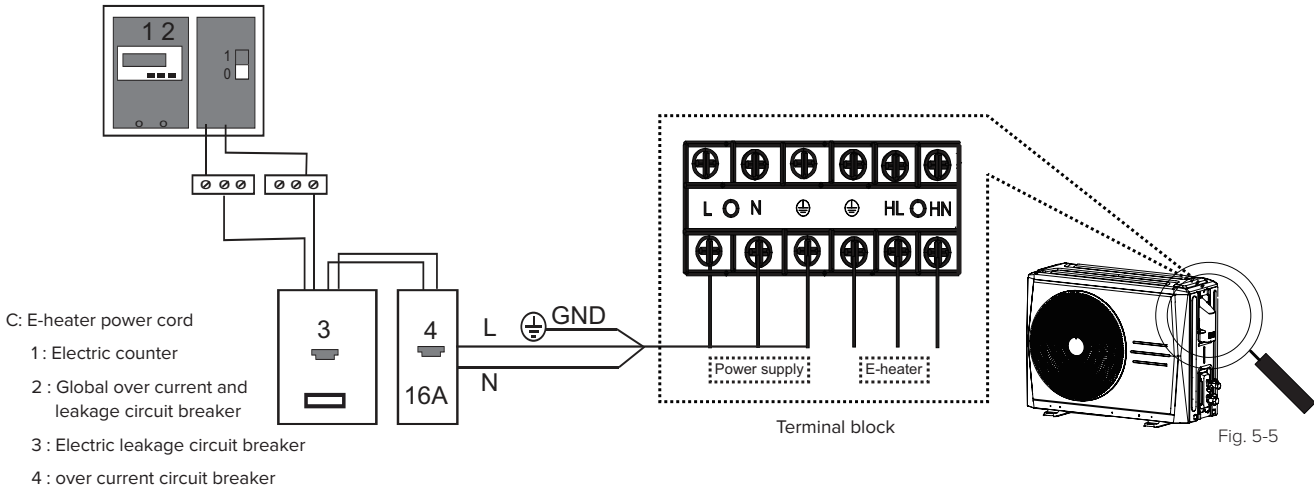 1 2
1
0
L N HL HN
3
4
16A
L
GND
N
Power supply
E-heater
Terminal block
C: E-heater power cord
1 : Electric counter
2 : Global over current and
leakage circuit breaker
3 : Electric leakage circuit breaker
4 : over current circuit breaker
Fig. 5-5